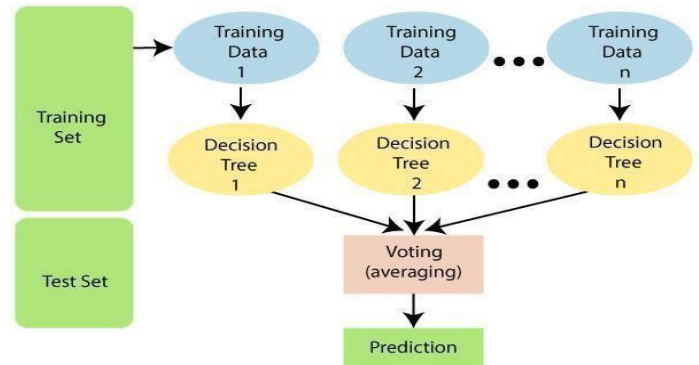 Training
Set
Test Set
Training
Data
1
Training
Data
2
Training
Data
n
Decision
Tree
1
Decision
Tree
2
Decision
Tree
n
Voting
(averaging)
Prediction